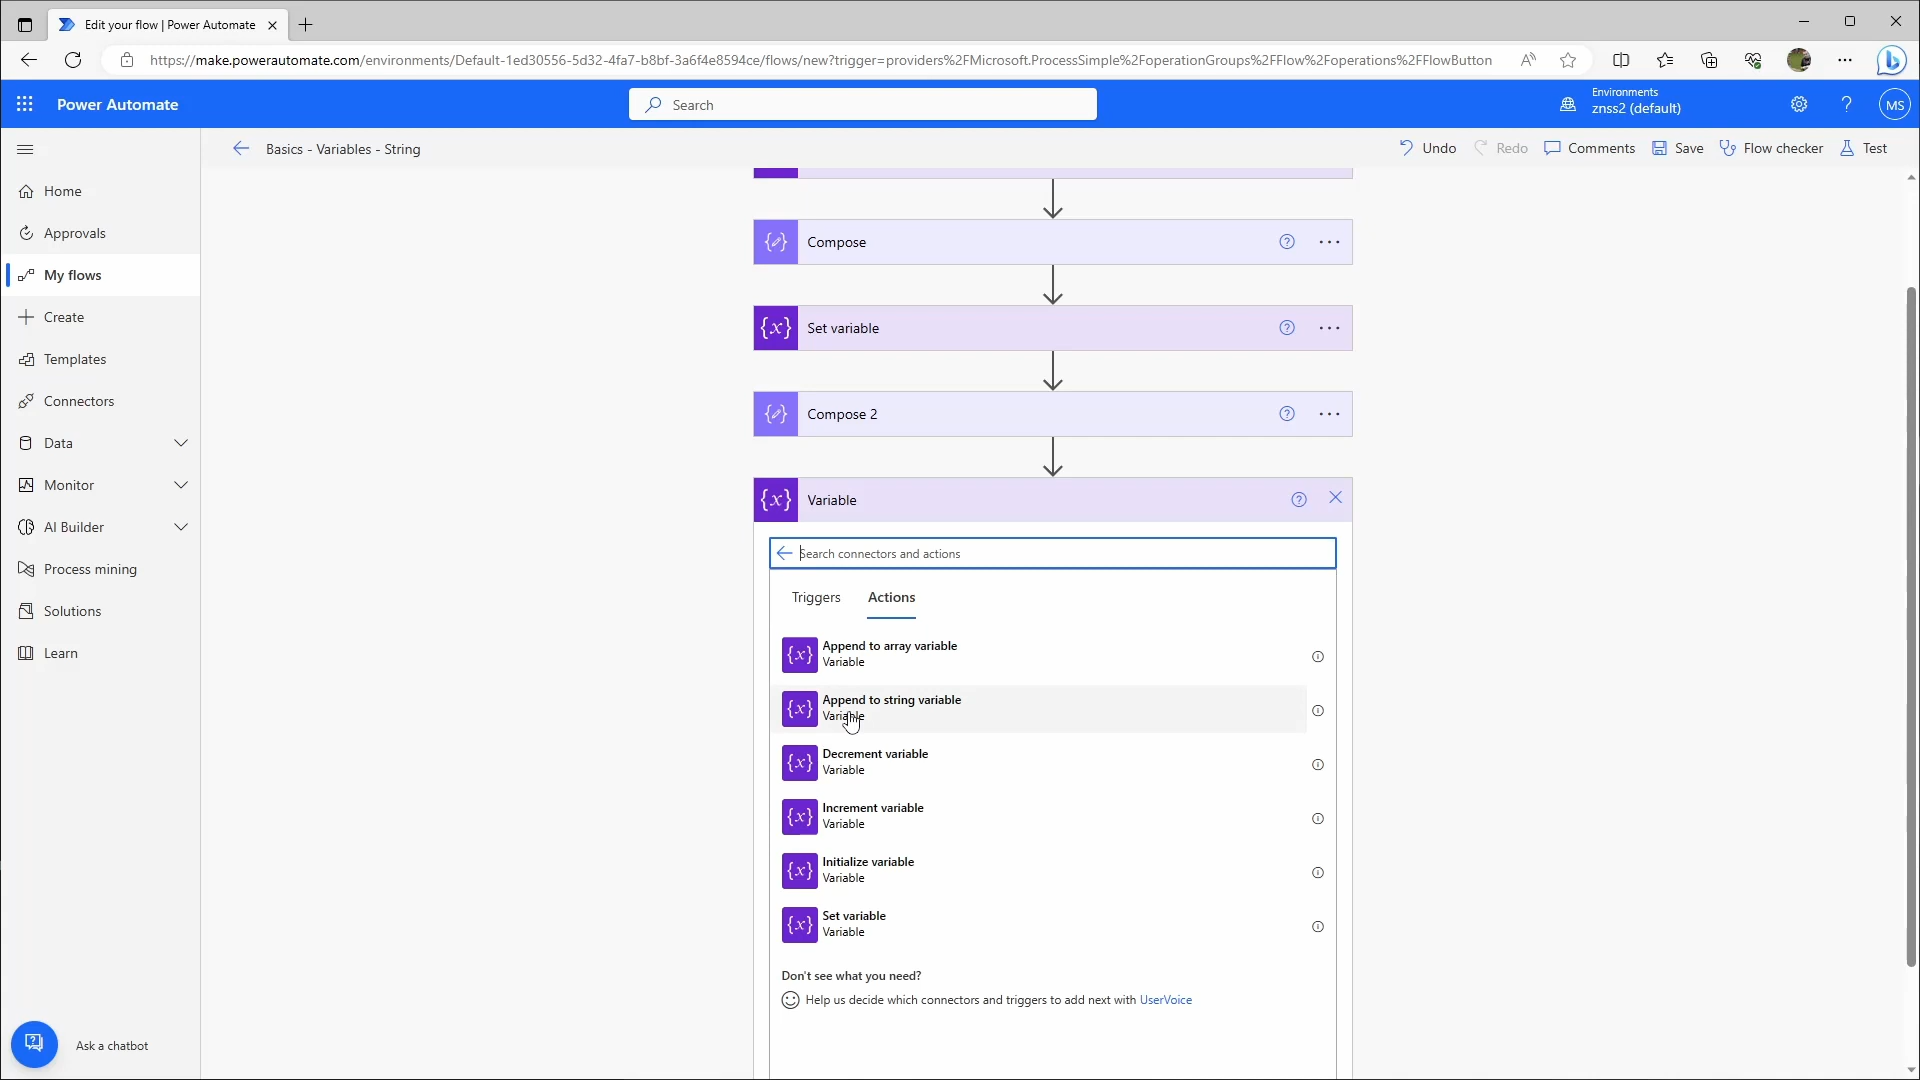 Edit your flow | Power Automate
https://make.powerautomate.com/environments/Default-1ed30556-5d32-4fa7-b8bf-3a6f4e8594ce/flows/new?trigger=providers%2FMicrosoft.ProcessSimple%2FoperationGroups%2FFlow%2Foperations%2FFlowButton
Power Automate
Search
Environments
znss2 (default)
?
MS
Basics - Variables - String
Undo
Redo
Comments
Save
Flow checker
Test
Home
Approvals
My flows
Create
Templates
Connectors
Data
Monitor
AI Builder
Process mining
Solutions
Learn
Ask a chatbot
Compose
{x} Set variable
Compose 2
{x} Variable
Search connectors and actions
Triggers
Actions
{x} Append to array variable
Variable
{x} Append to string variable
Variable
{x} Decrement variable
Variable
{x} Increment variable
Variable
{x} Initialize variable
Variable
{x} Set variable
Variable
Don't see what you need?
Help us decide which connectors and triggers to add next with UserVoice